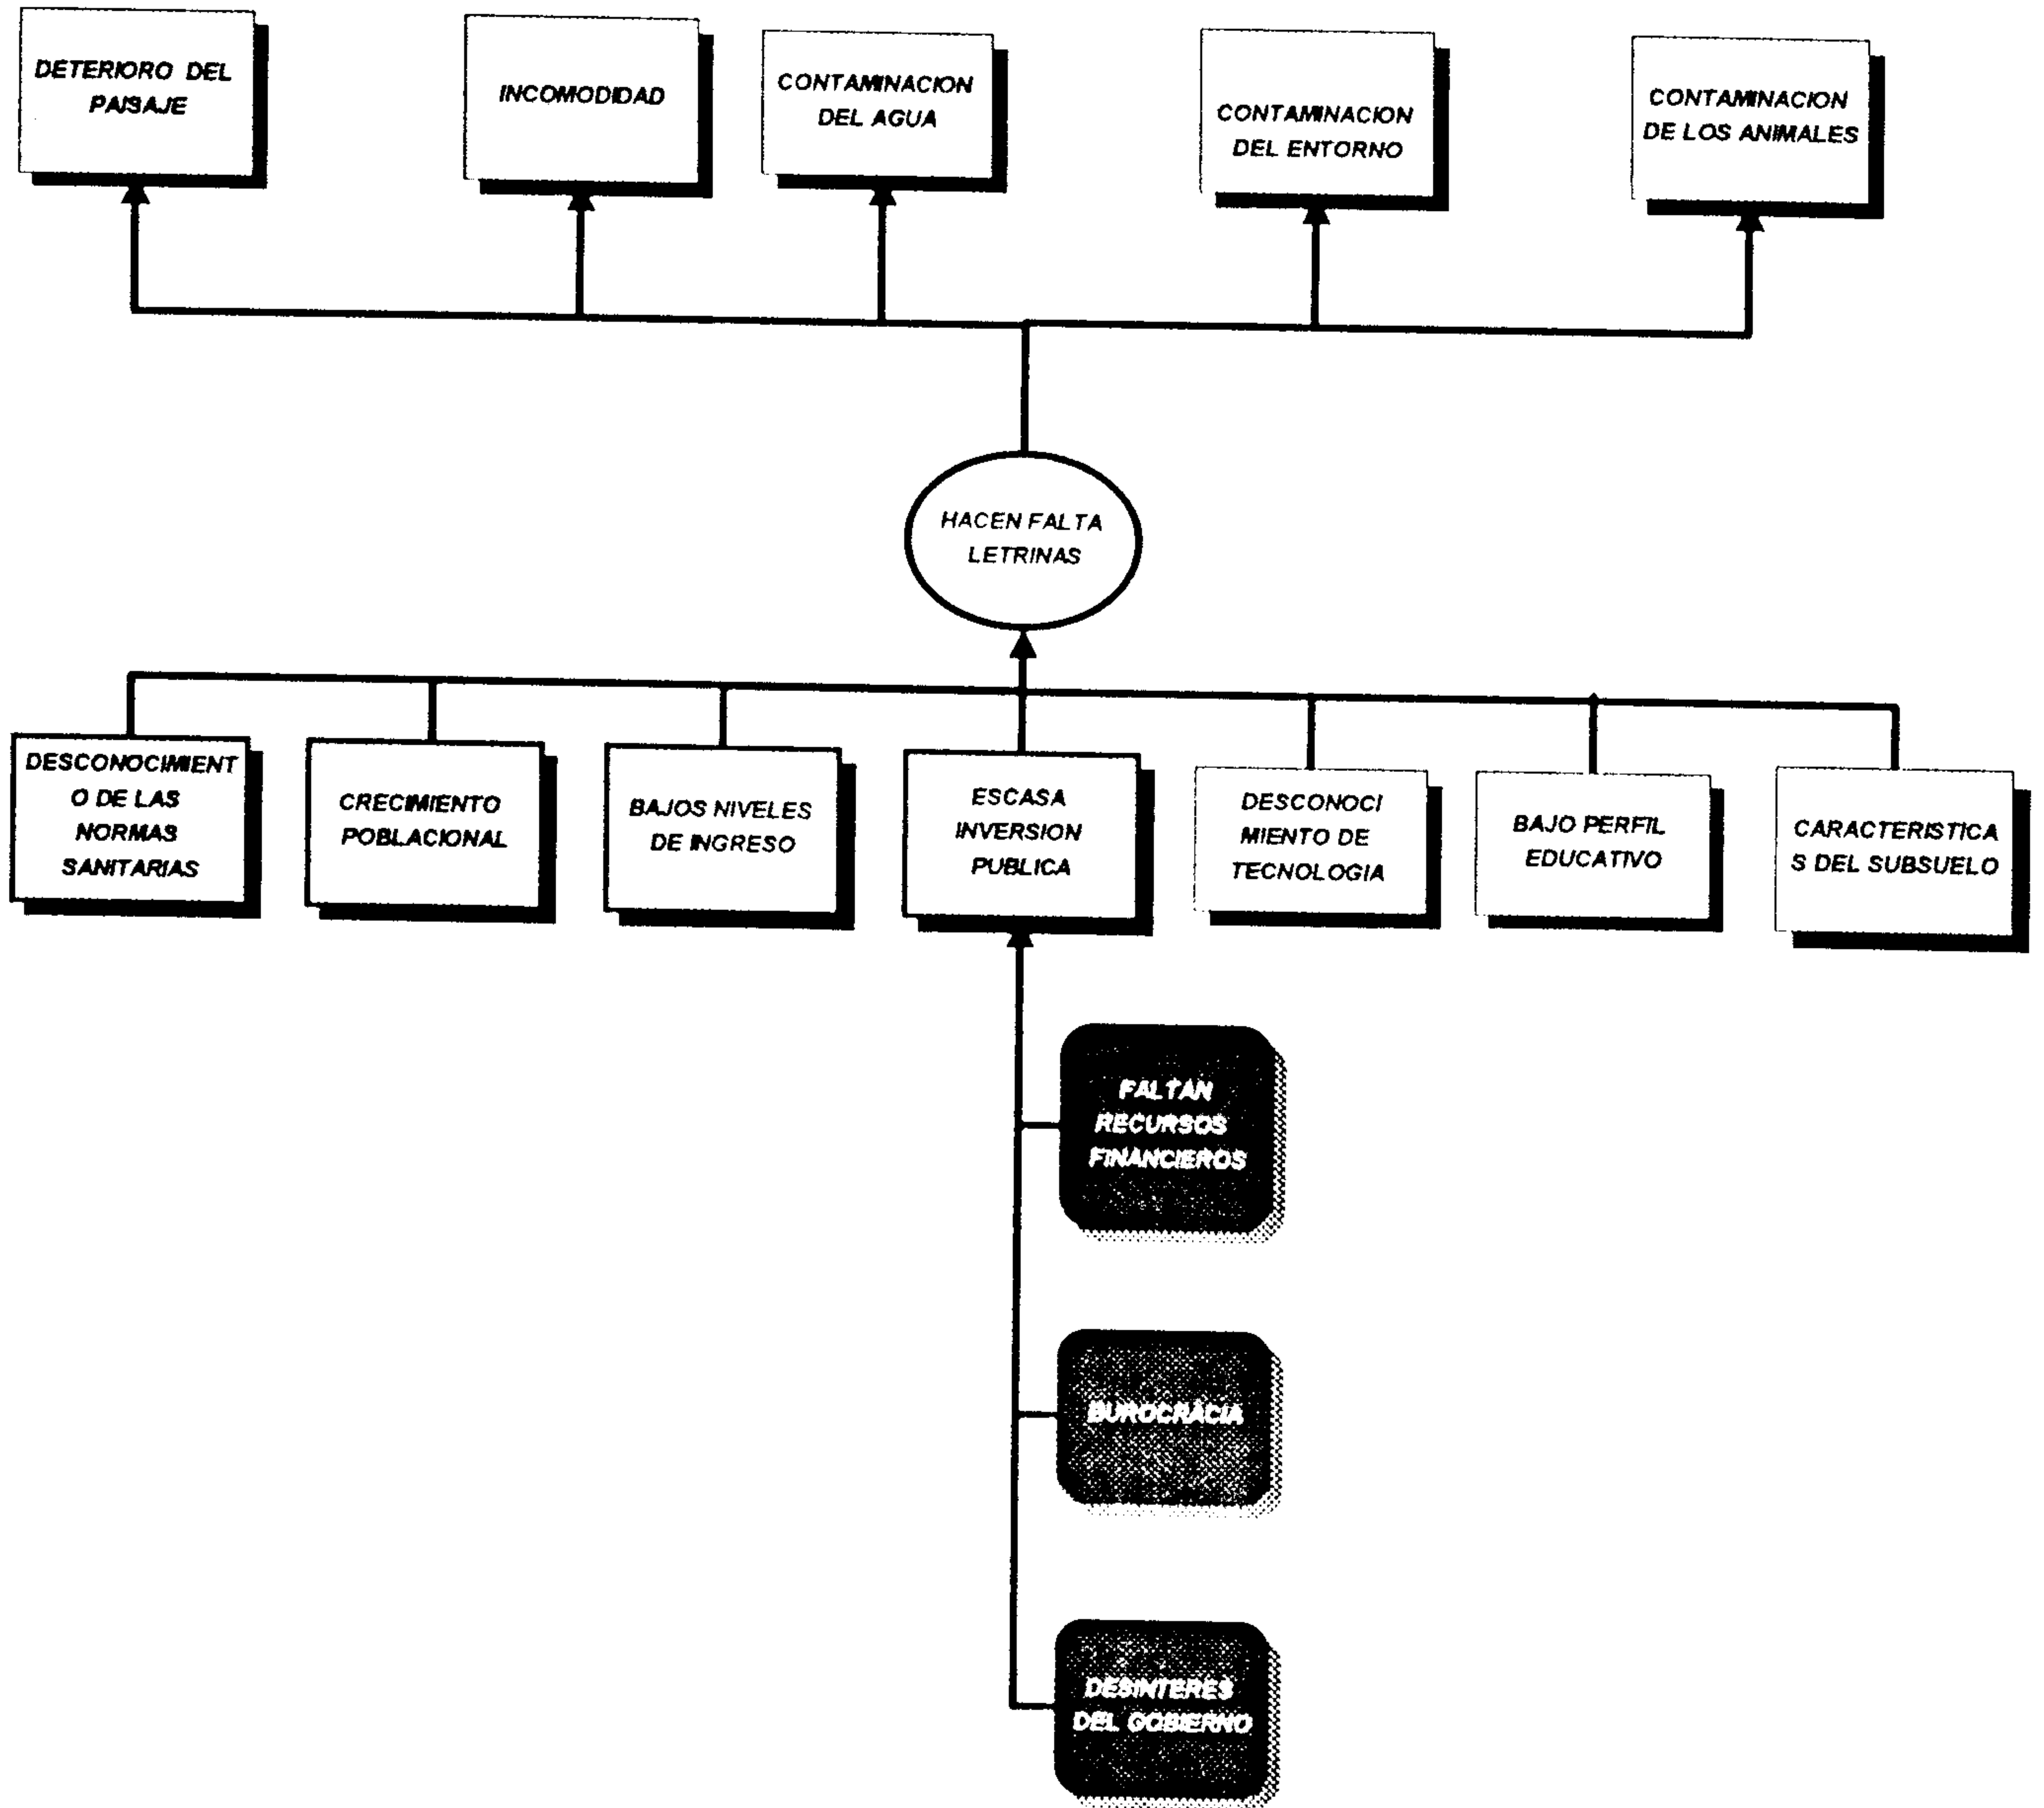 DETERIORO DEL
PAISAJE
INCOMODIDAD
CONTAMINACION
DEL AGUA
CONTAMINACION
DEL ENTORNO
CONTAMINACION
DE LOS ANIMALES
HACEN FALTA
LETRINAS
DESCONOCIMIENT
O DE LAS
NORMAS
SANITARIAS
CRECIMIENTO
POBLACIONAL
BAJOS NIVELES
DE INGRESO
ESCASA
INVERSION
PUBLICA
DESCONOCI
MIENTO DE
TECNOLOGIA
BAJO PERFIL
EDUCATIVO
CARACTERISTICA
S DEL SUBSUELO
FALTAN
RECURSOS
FINANCIEROS
BUROCRACIA
DESINTERES
DEL GOBIERNO